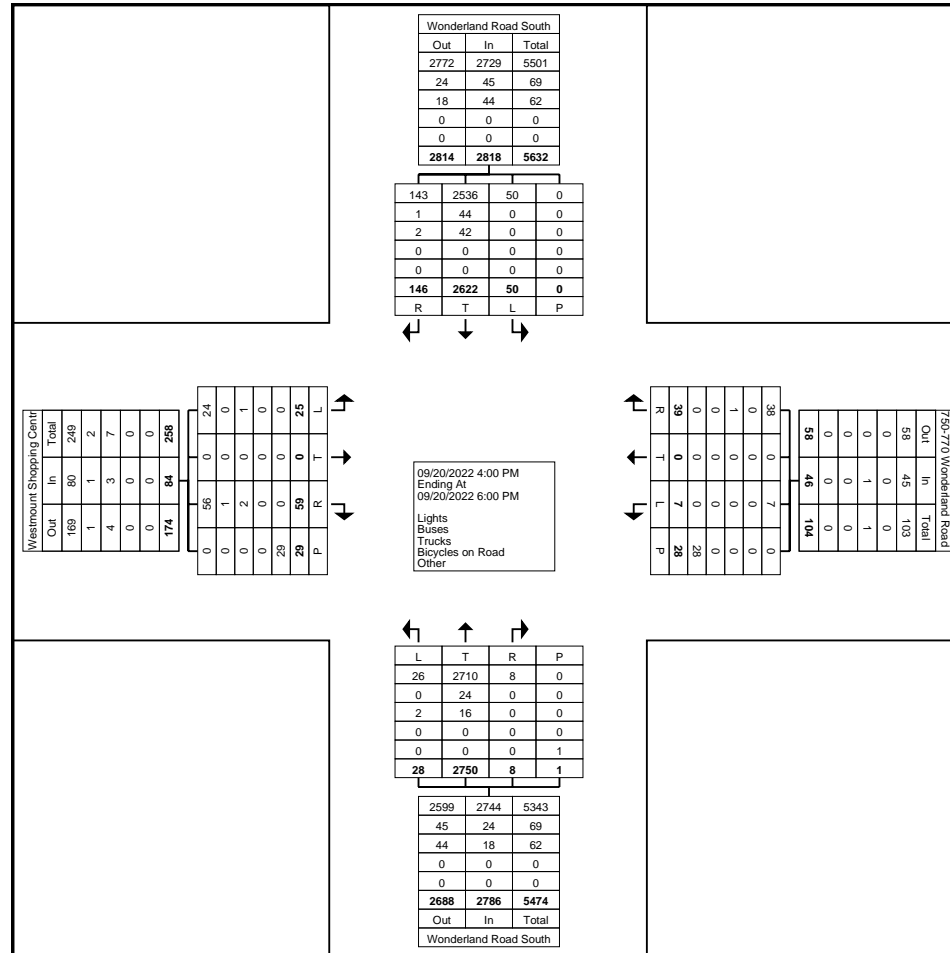 Wonderland Road South
Out In Total
2772 2729 5501
24 45 69
18 44 62
0 0 0
0 0 0
2814 2818 5632
143 2536 50 0
1 44 0 0
2 42 0 0
0 0 0 0
0 0 0 0
146 2622 50 0
R T L P
Westmount Shopping Centr
Out In Total
169 80 249
1 1 2
4 3 7
0 0 0
0 0 0
174 84 258
24 0 56 0
0 0 1 0
1 0 2 0
0 0 0 0
0 0 0 29
25 0 59 29
L T R P
09/20/2022 4:00 PM
Ending At
09/20/2022 6:00 PM
Lights
Buses
Trucks
Bicycles on Road
Other
750-770 Wonderland Road
Out In Total
58 45 103
0 0 0
0 1 1
0 0 0
0 0 0
58 46 104
38 0 7 0
0 0 0 0
1 0 0 0
0 0 0 0
0 0 0 28
39 0 7 28
R T L P
L T R P
26 2710 8 0
0 24 0 0
2 16 0 0
0 0 0 0
0 0 0 1
28 2750 8 1
2599 2744 5343
45 24 69
44 18 62
0 0 0
0 0 0
2688 2786 5474
Out In Total
Wonderland Road South